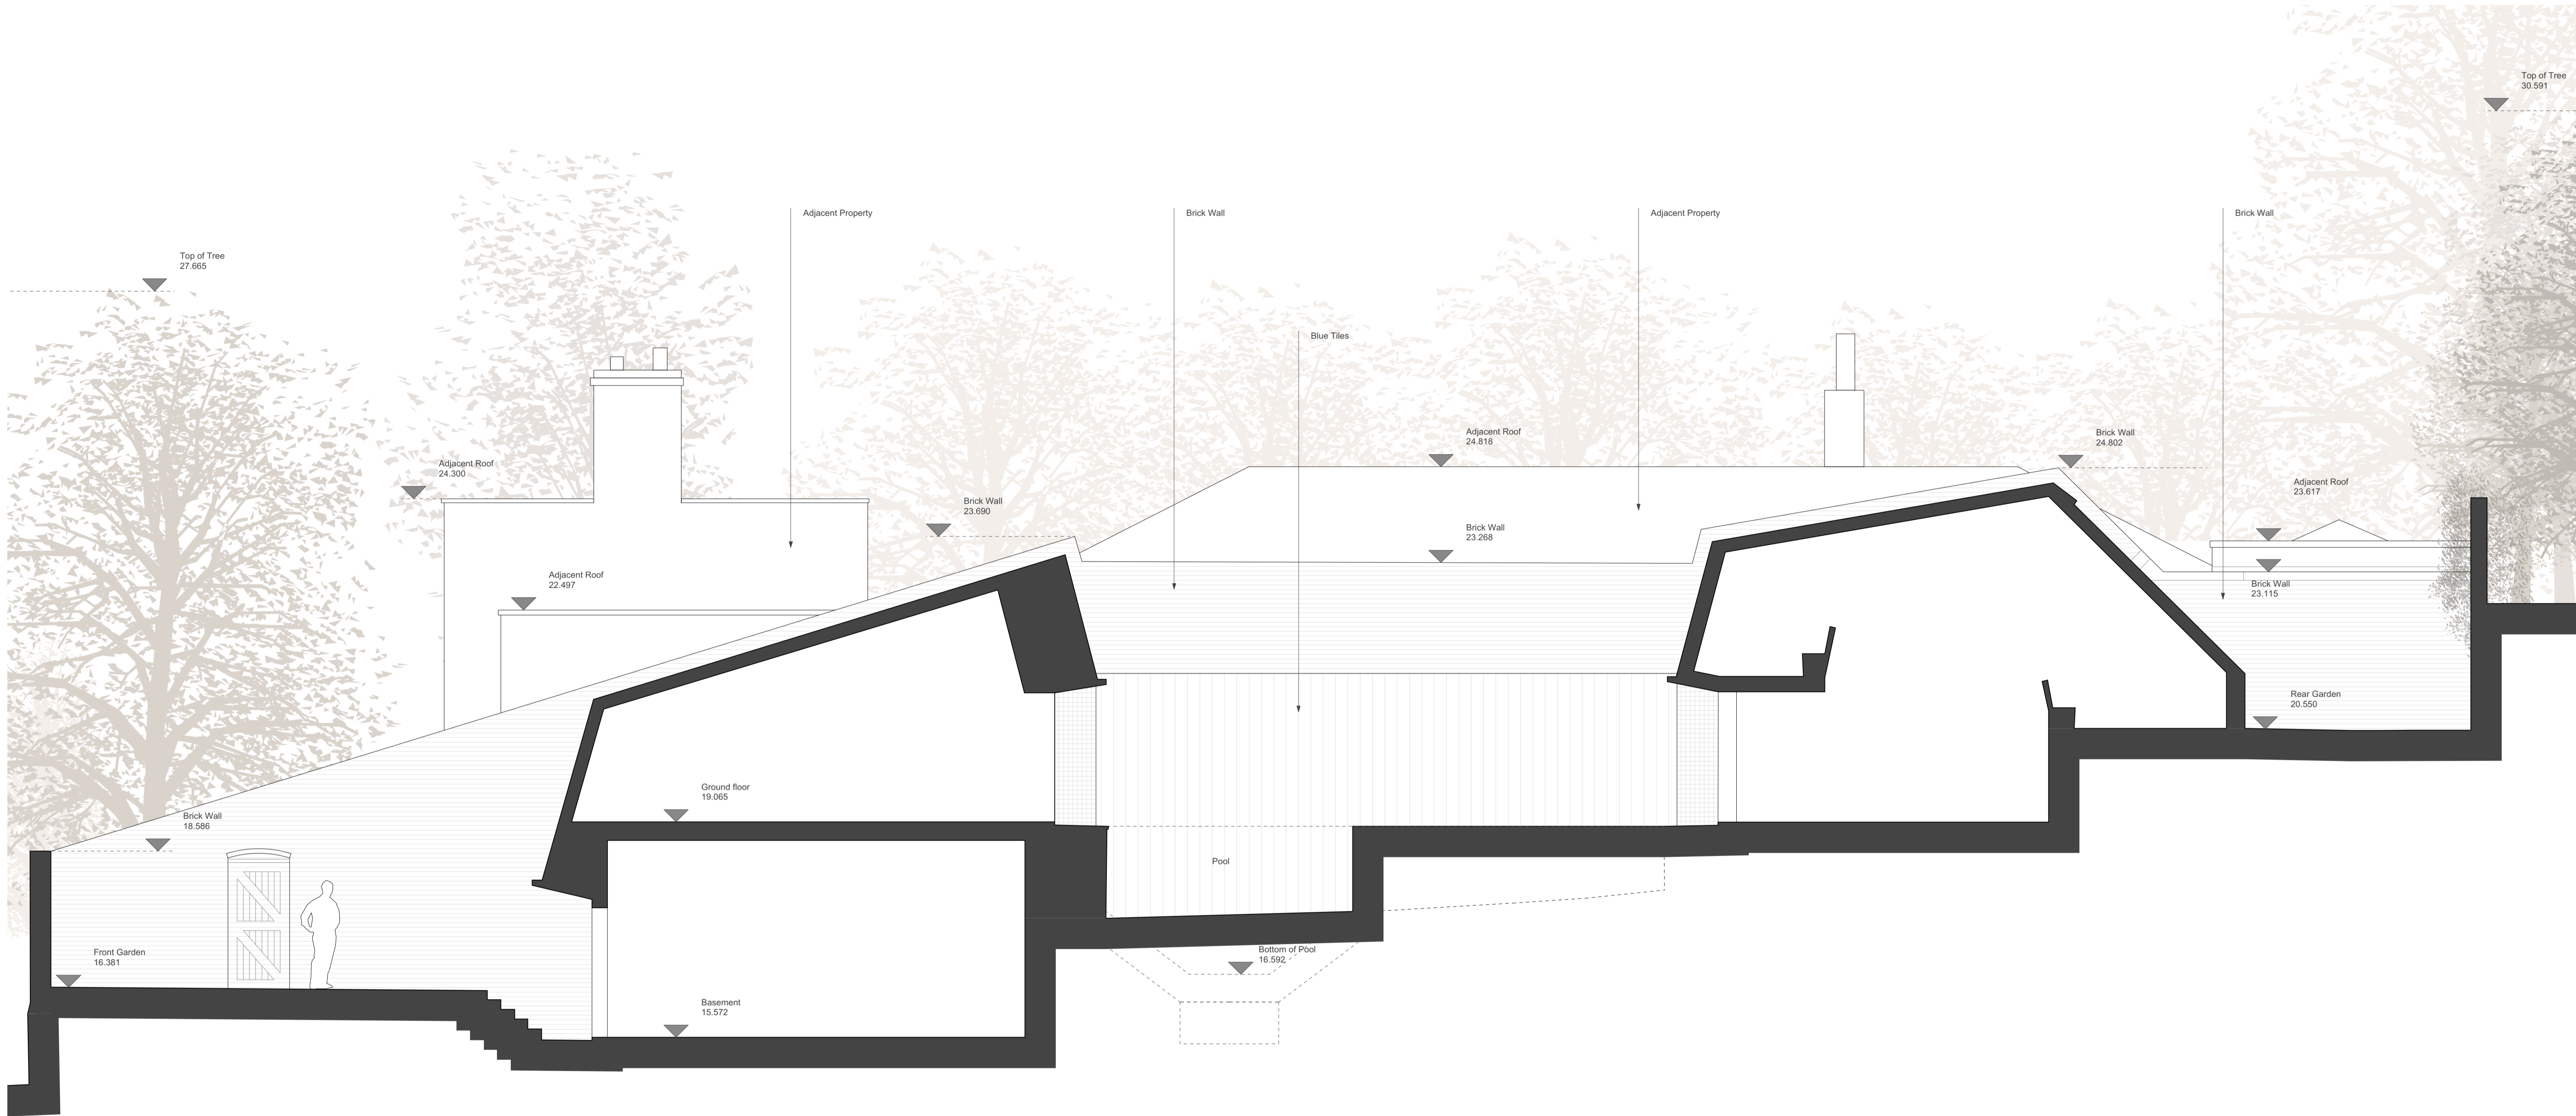 Top of Tree
30.591
Adjacent Property
Brick Wall
Adjacent Property
Brick Wall
Top of Tree
27.665
Blue Tiles
Adjacent Roof
24.818
Brick Wall
24.802
Adjacent Roof
24.300
Adjacent Roof
23.617
Brick Wall
23.690
Brick Wall
23.268
Adjacent Roof
22.497
Brick Wall
23.115
Rear Garden
20.550
Ground floor
19.065
Brick Wall
18.586
Pool
Front Garden
16.381
Bottom of Pool
16.592
Basement
15.572